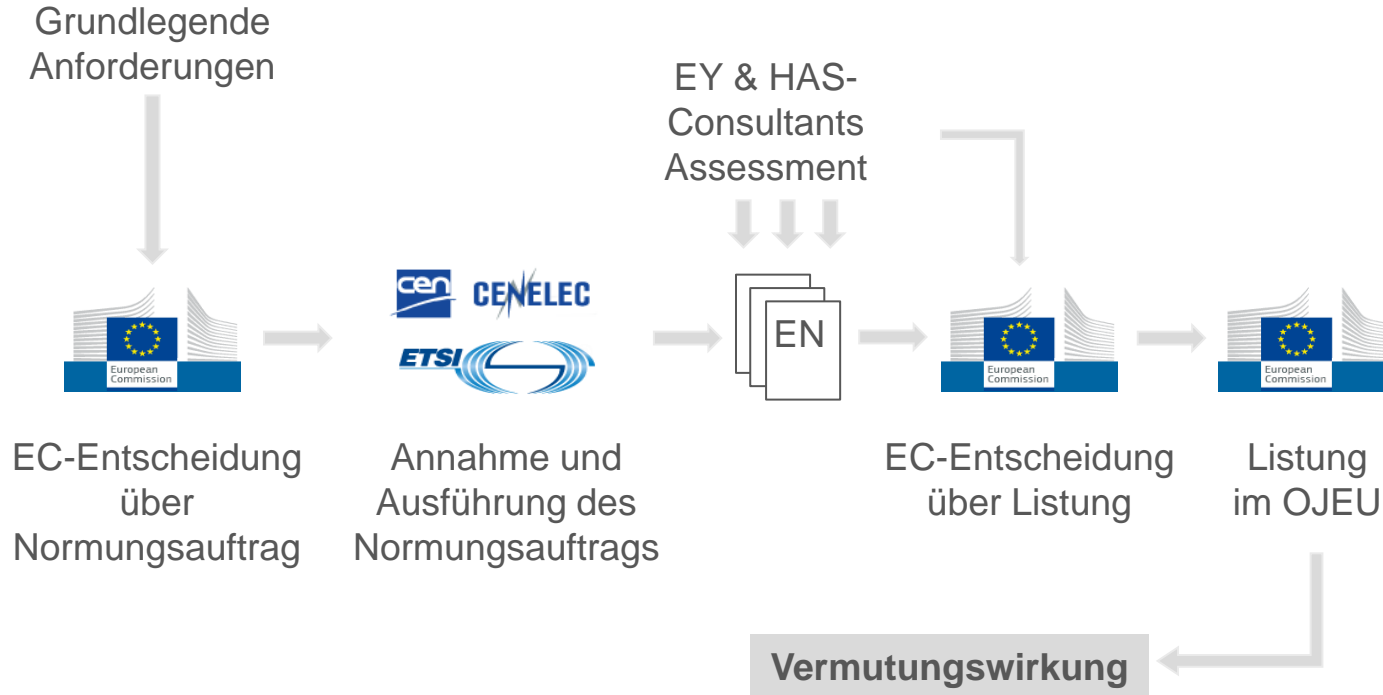 Grundlegende
Anforderungen
EY & HAS-
Consultants
Assessment
European
Commission
cen
CENELEC
ETSI
EN
European
Commission
European
Commission
EC-Entscheidung
über
Normungsauftrag
Annahme und
Ausführung des
Normungsauftrags
EC-Entscheidung
über Listung
Listung
im OJEU
Vermutungswirkung